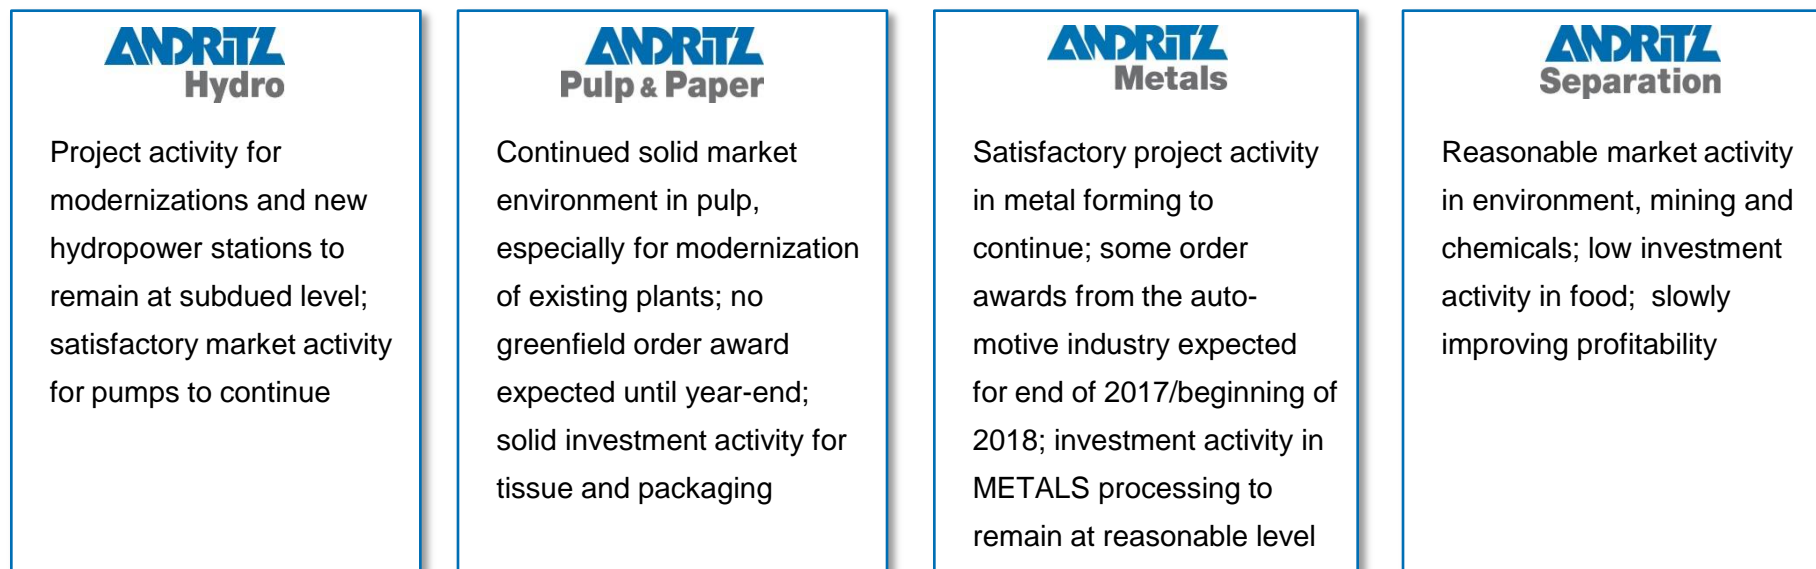 ANDRITZ
Hydro
Project activity for
modernizations and new
hydropower stations to
remain at subdued level;
satisfactory market activity
for pumps to continue
ANDRITZ
Pulp & Paper
Continued solid market
environment in pulp,
especially for modernization
of existing plants; no
greenfield order award
expected until year-end;
solid investment activity for
tissue and packaging
ANDRITZ
Metals
Satisfactory project activity
in metal forming to
continue; some order
awards from the auto-
motive industry expected
for end of 2017/beginning of
2018; investment activity in
METALS processing to
remain at reasonable level
ANDRITZ
Separation
Reasonable market activity
in environment, mining and
chemicals; low investment
activity in food;  slowly
improving profitability